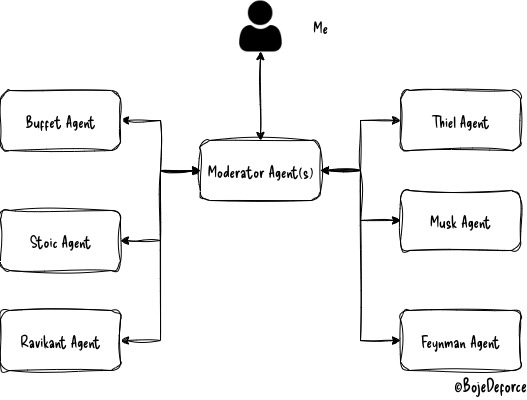 Me
Buffet Agent
Thiel Agent
Moderator Agent(s)
Musk Agent
Stoic Agent
Ravikant Agent
Feynman Agent
©BojeDeforce